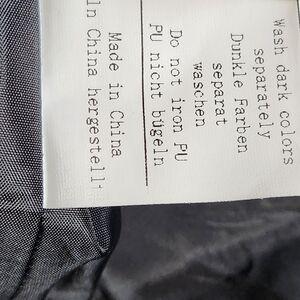 Wash dark colors
separately
Dunkle Farben
separat
waschen
Do not iron PU
PU nicht bügeln
Made in China
In China hergestellt